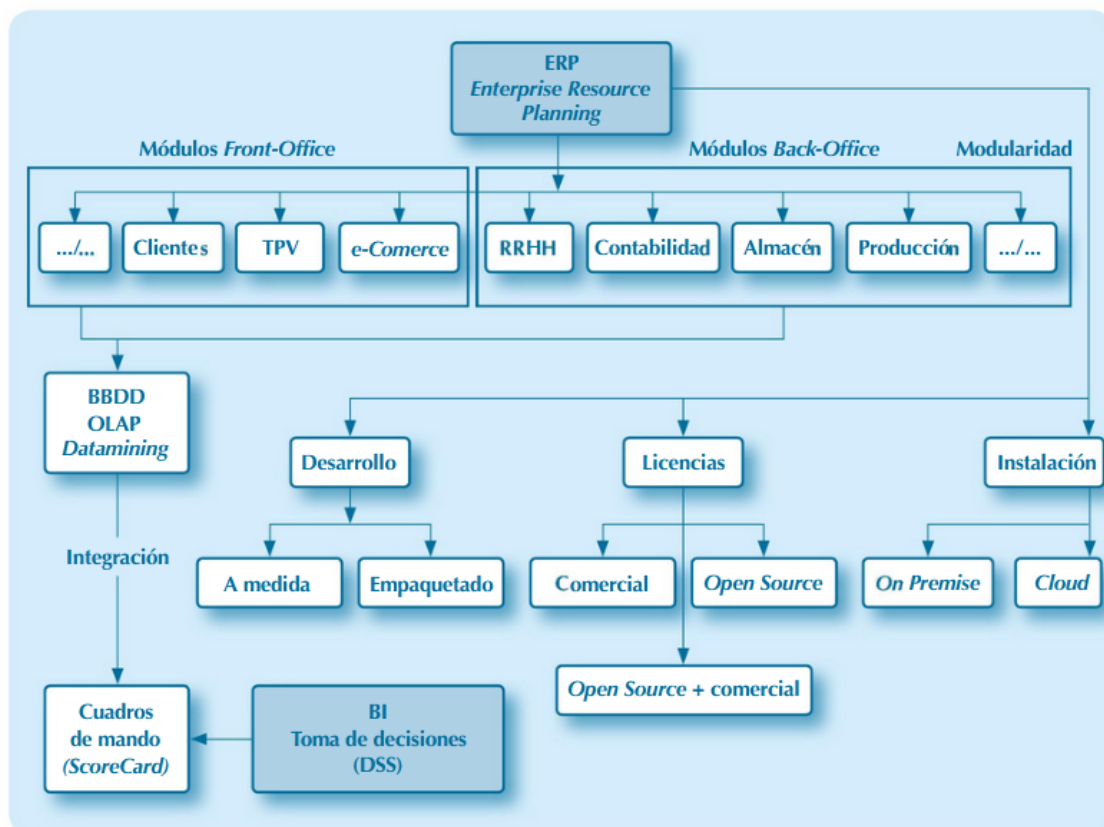 ERP
Enterprise Resource
Planning
Módulos Front-Office
Módulos Back-Office
Modularidad
.../...
Clientes
TPV
e-Comerce
RRHH
Contabilidad
Almacén
Producción
.../...
BBDD
OLAP
Datamining
Desarrollo
Licencias
Instalación
Integración
A medida
Empaquetado
Comercial
Open Source
On Premise
Cloud
Open Source + comercial
Cuadros
de mando
(ScoreCard)
BI
Toma de decisiones
(DSS)